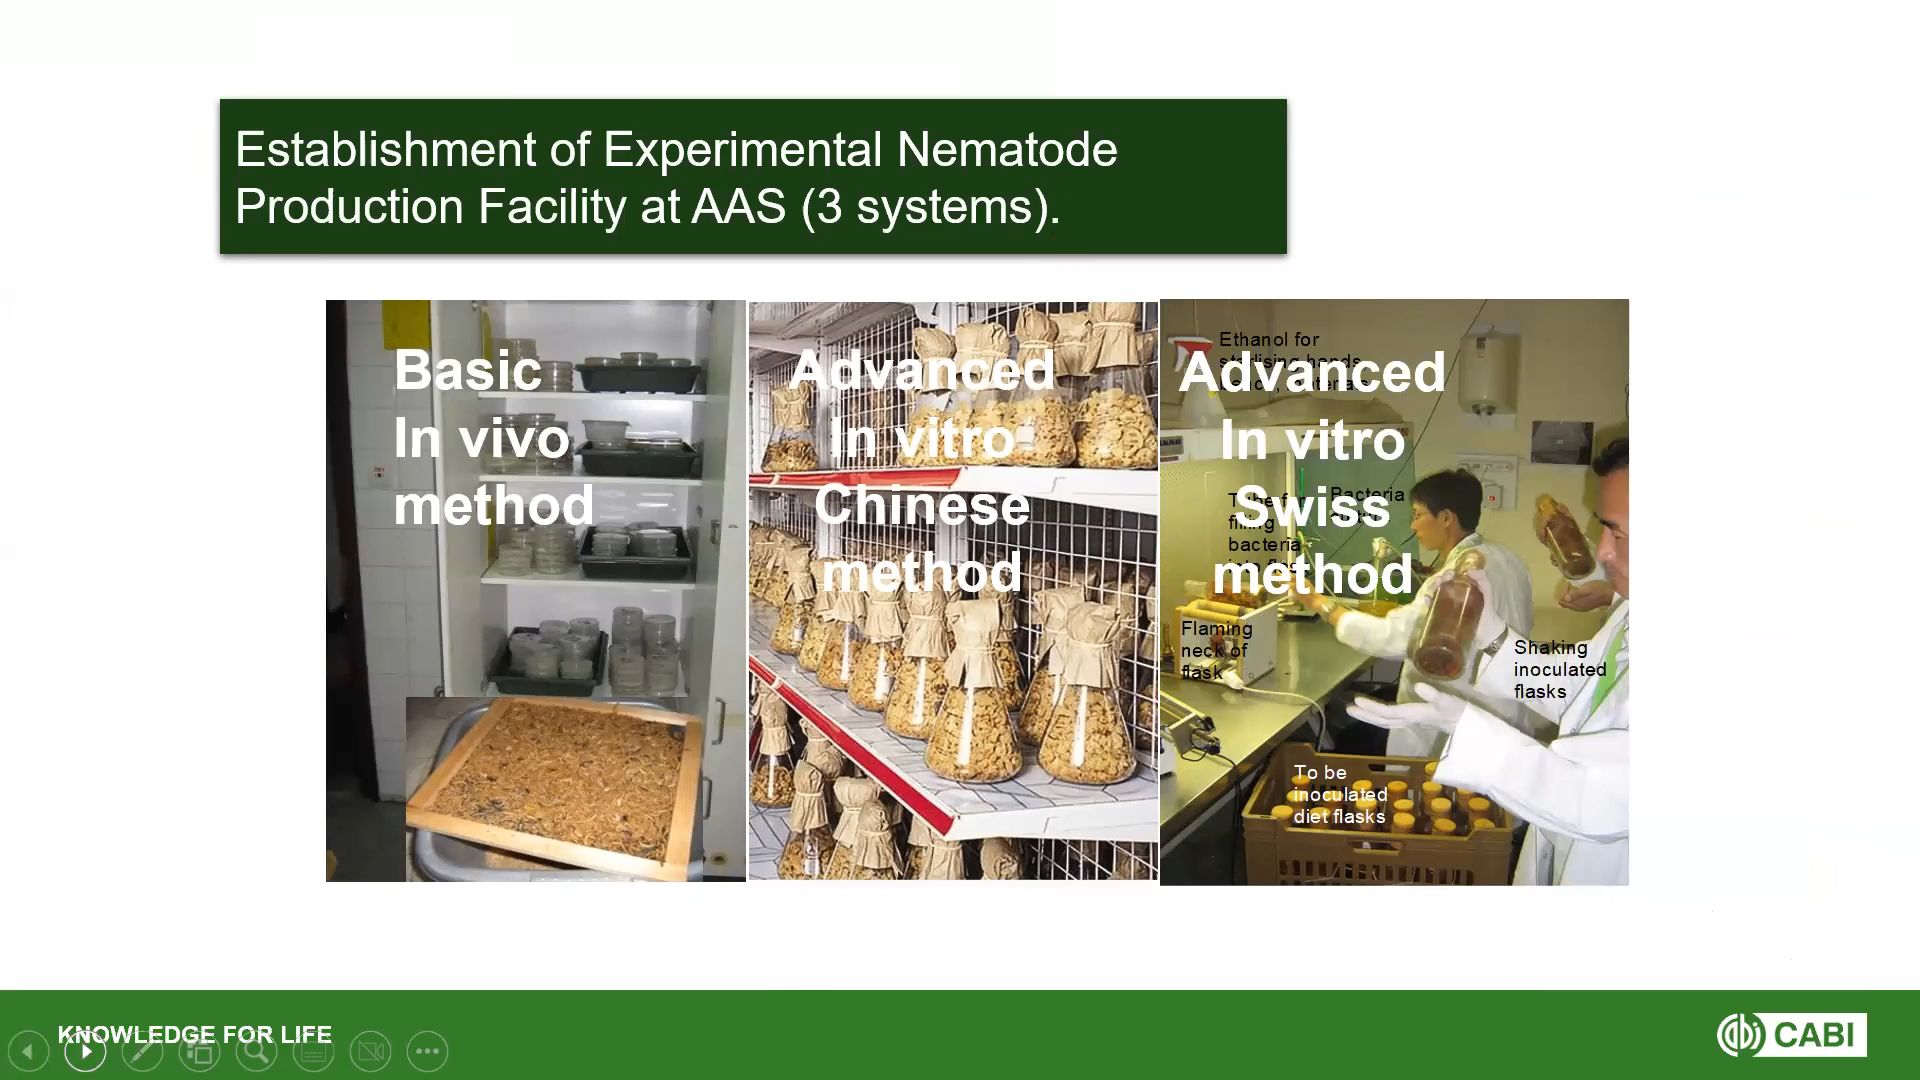 Establishment of Experimental Nematode
Production Facility at AAS (3 systems).
Basic
In vivo
method
Advanced
In vitro
Chinese
method
Advanced
In vitro
Swiss
method
Ethanol for
hands
Bacteria
filling
bacteria
Flaming
neck of
flask
Shaking
inoculated
flasks
To be
inoculated
diet flasks
KNOWLEDGE FOR LIFE
CABI